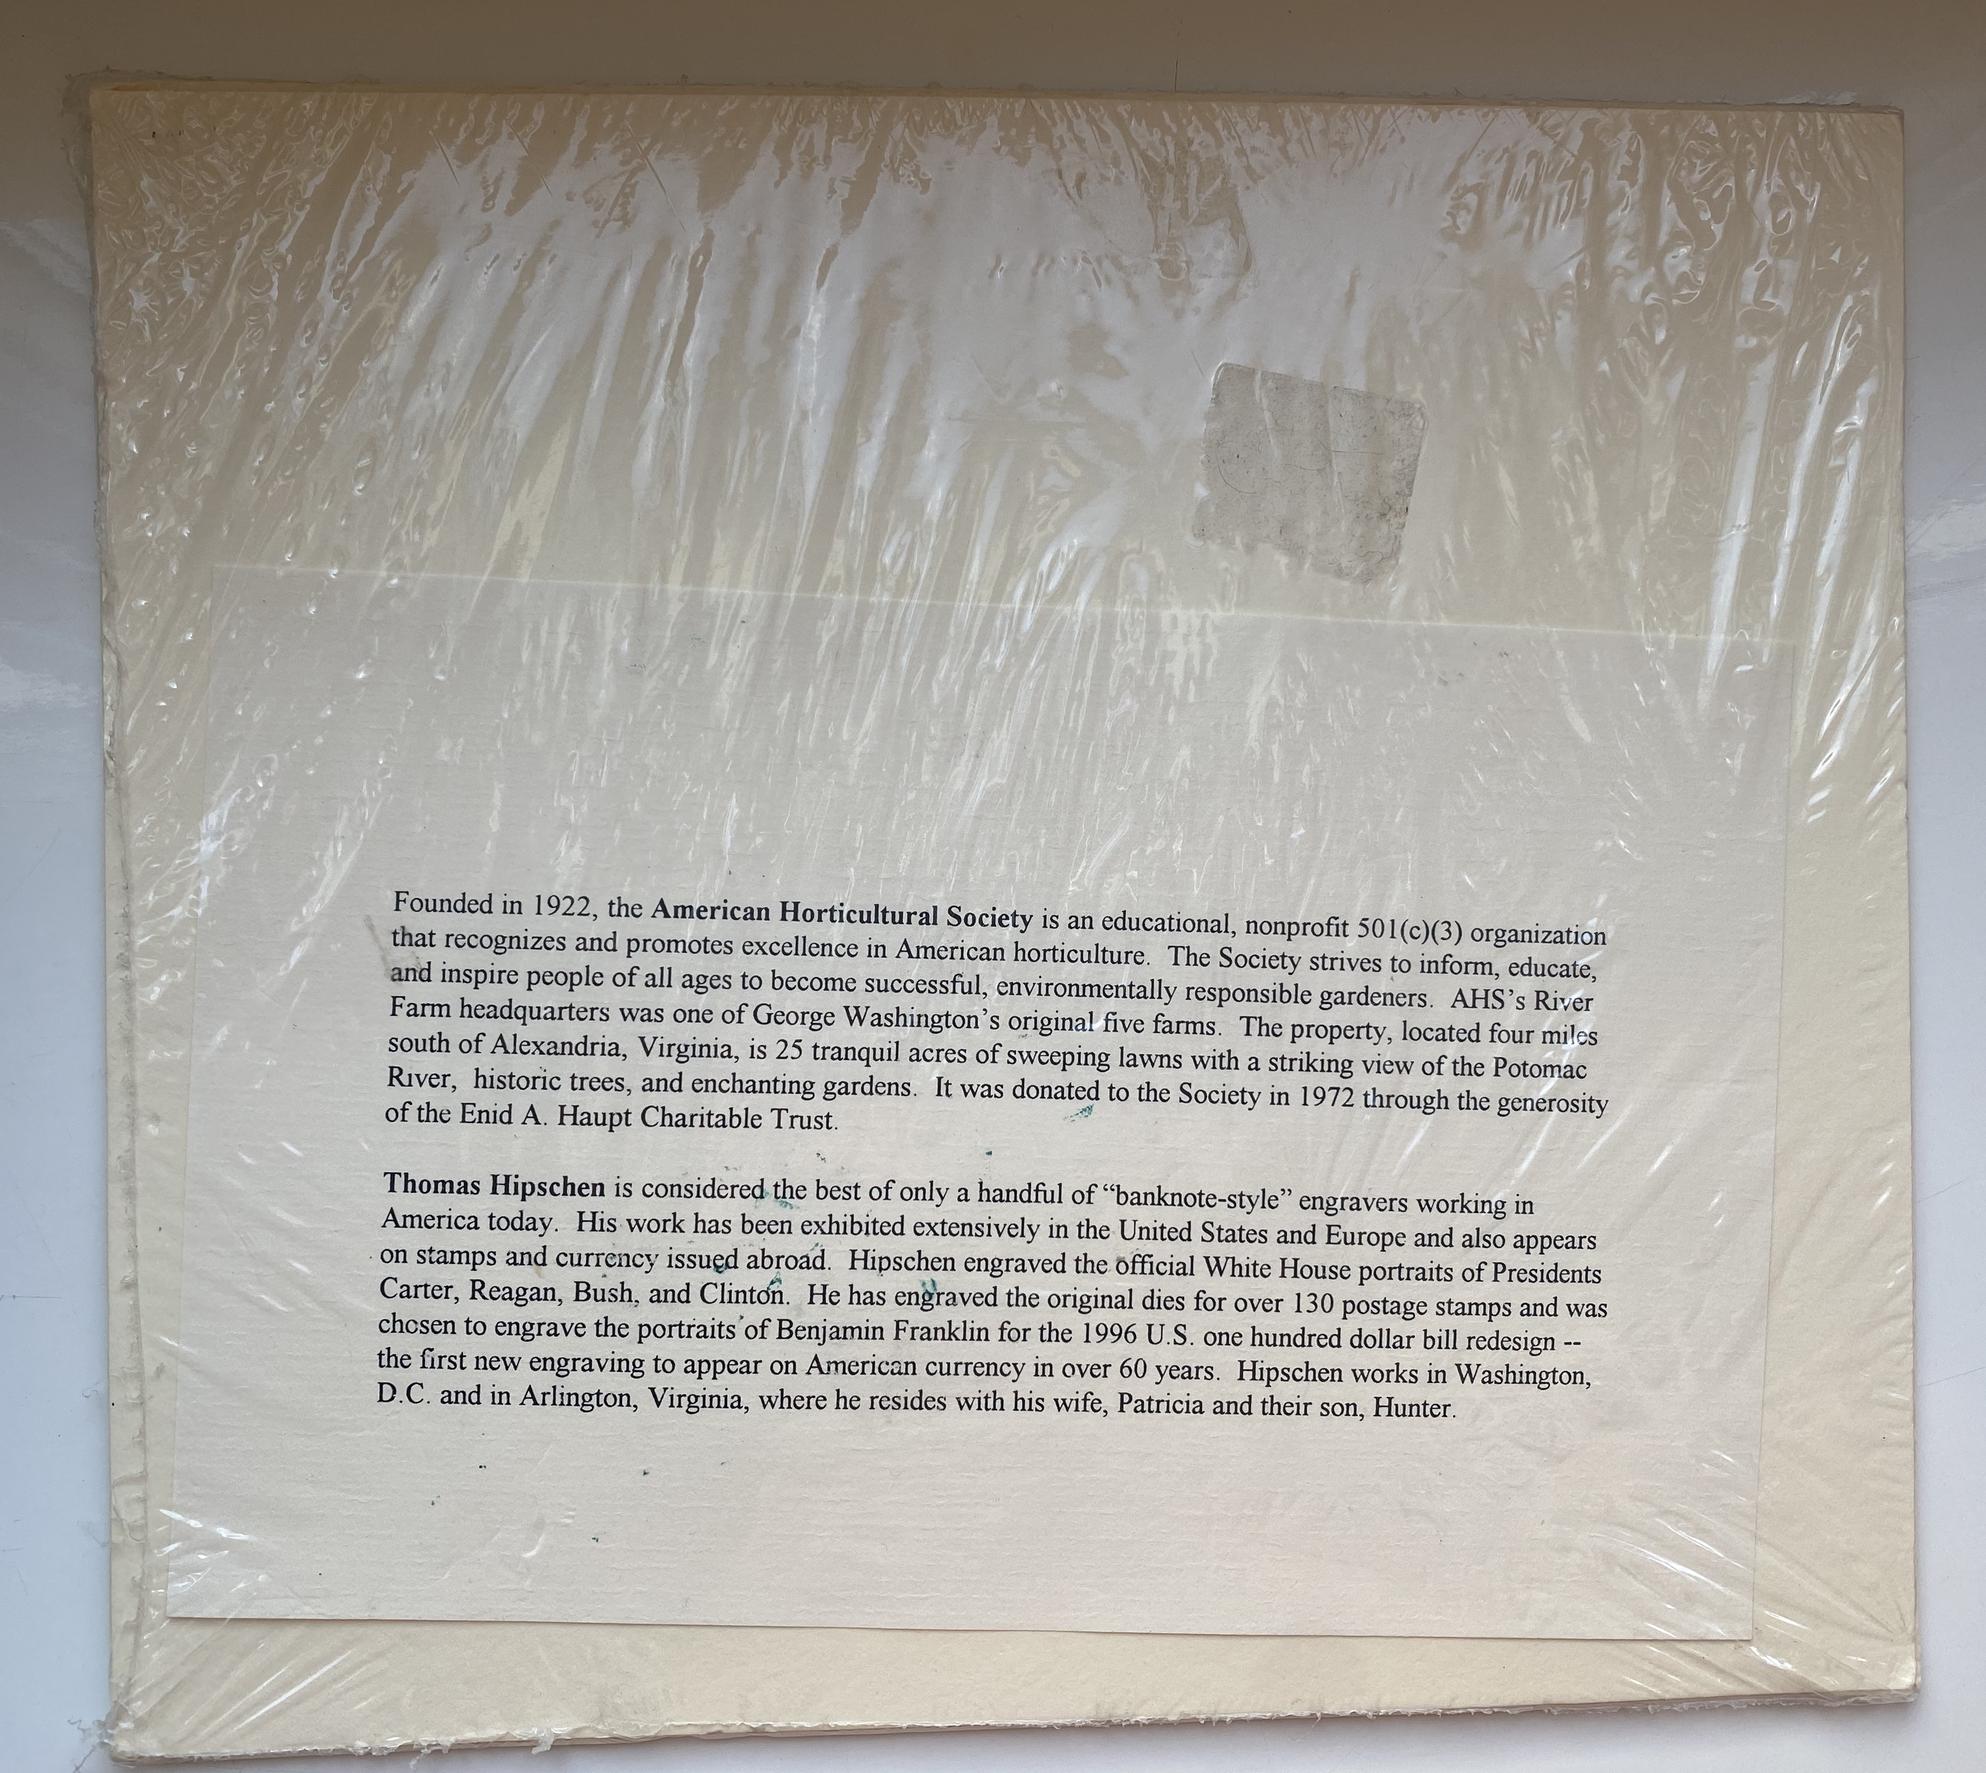 Founded in 1922, the American Horticultural Society is an educational, nonprofit 501(c)(3) organization
that recognizes and promotes excellence in American horticulture. The Society strives to inform, educate,
and inspire people of all ages to become successful, environmentally responsible gardeners. AHS's River
Farm headquarters was one of George Washington's original five farms. The property, located four miles
south of Alexandria, Virginia, is 25 tranquil acres of sweeping lawns with a striking view of the Potomac
River, historic trees, and enchanting gardens. It was donated to the Society in 1972 through the generosity
of the Enid A. Haupt Charitable Trust.
Thomas Hipschen is considered the best of only a handful of “banknote-style” engravers working in
America today. His work has been exhibited extensively in the United States and Europe and also appears
on stamps and currency issued abroad. Hipschen engraved the official White House portraits of Presidents
Carter, Reagan, Bush, and Clinton. He has engraved the original dies for over 130 postage stamps and was
chosen to engrave the portraits of Benjamin Franklin for the 1996 U.S. one hundred dollar bill redesign --
the first new engraving to appear on American currency in over 60 years. Hipschen works in Washington,
D.C. and in Arlington, Virginia, where he resides with his wife, Patricia and their son, Hunter.